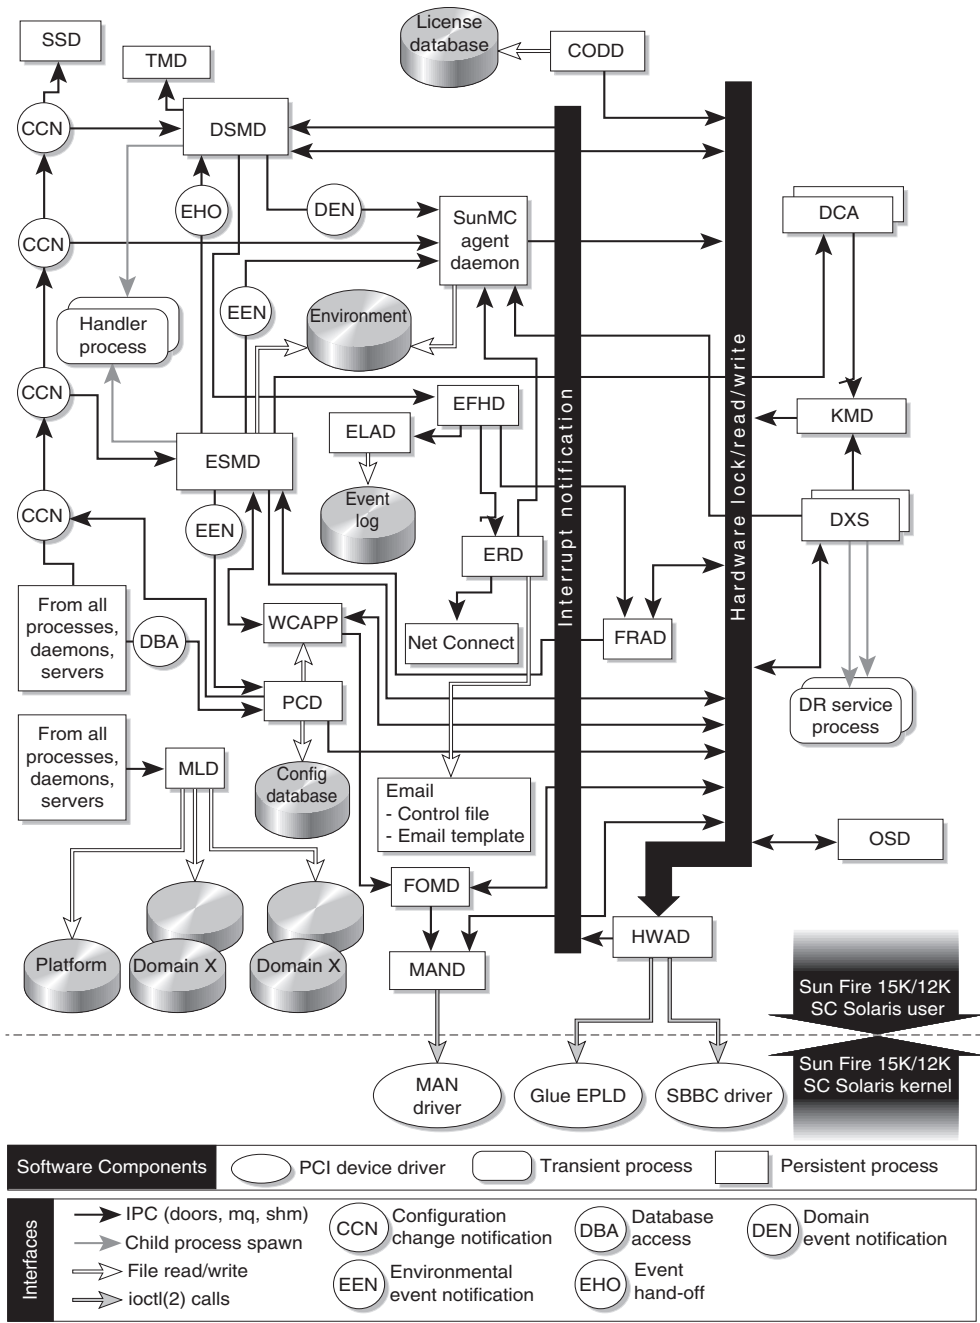 License
database
CODD
SSD
TMD
CCN
DSMD
EHO
DEN
SunMC
agent
daemon
DCA
CCN
EEN
Environment
Handler
process
CCN
EFHD
KMD
ELAD
ESMD
Interrupt notification
Hardware lock/read/write
Event
log
CCN
EEN
DXS
ERD
From all
processes,
daemons,
servers
DBA
WCAPP
Net Connect
FRAD
PCD
DR service
process
From all
processes,
daemons,
servers
MLD
Config
database
Email
- Control file
- Email template
OSD
FOMD
HWAD
Platform
Domain X
Domain X
MAND
Sun Fire 15K/12K
SC Solaris user
Sun Fire 15K/12K
SC Solaris kernel
MAN
driver
Glue EPLD
SBBC driver
Software Components
PCI device driver
Transient process
Persistent process
Interfaces
IPC (doors, mq, shm)
Child process spawn
File read/write
ioctl(2) calls
CCN
Configuration
change notification
EEN
Environmental
event notification
DBA
Database
access
EHO
Event
hand-off
DEN
Domain
event notification